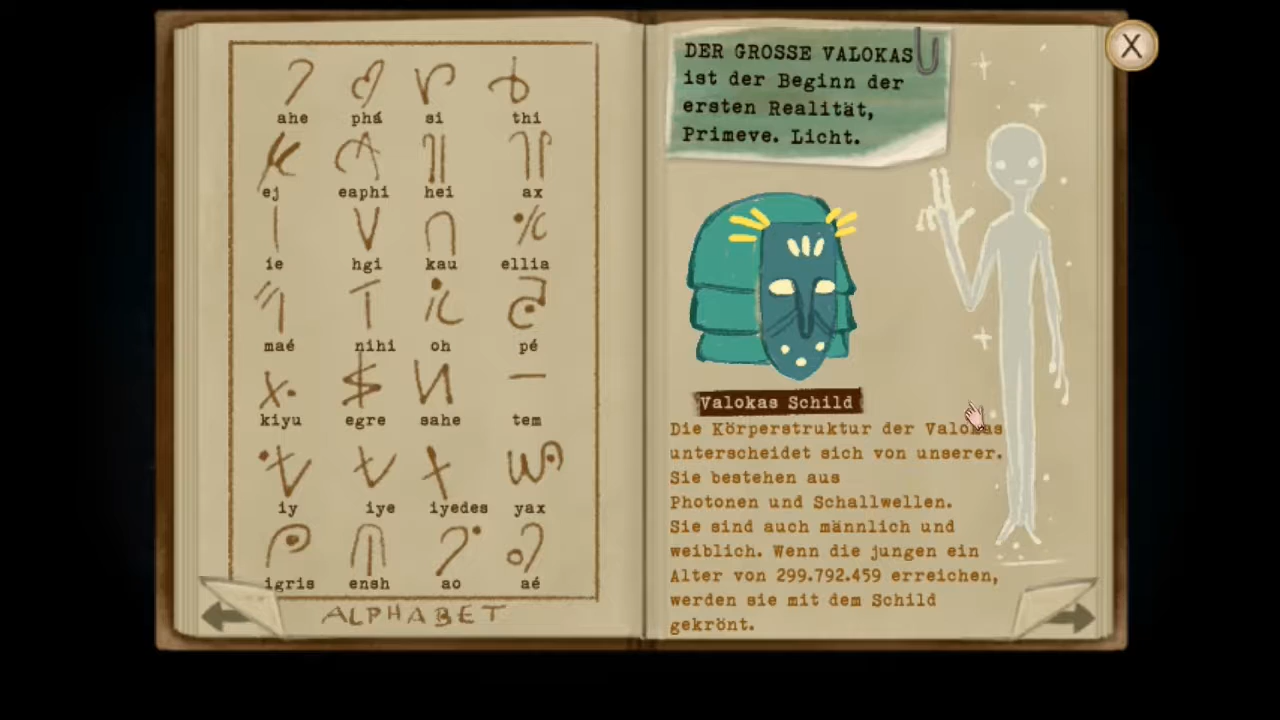 ahe phá si thi
ej eaphi hei ax
ie hgi kau ellia
maé nihi oh pé
kiyu egre sahe tem
iy iye iyedes yax
igris ensh ao aé
ALPHABET
DER GROSSE VALOKAS
ist der Beginn der
ersten Realität,
Primeve. Licht.
Valokas Schild
Die Körperstruktur der Valokas
unterscheidet sich von unserer.
Sie bestehen aus
Photonen und Schallwellen.
Sie sind auch männlich und
weiblich. Wenn die jungen ein
Alter von 299.792.459 erreichen,
werden sie mit dem Schild
gekrönt.
X